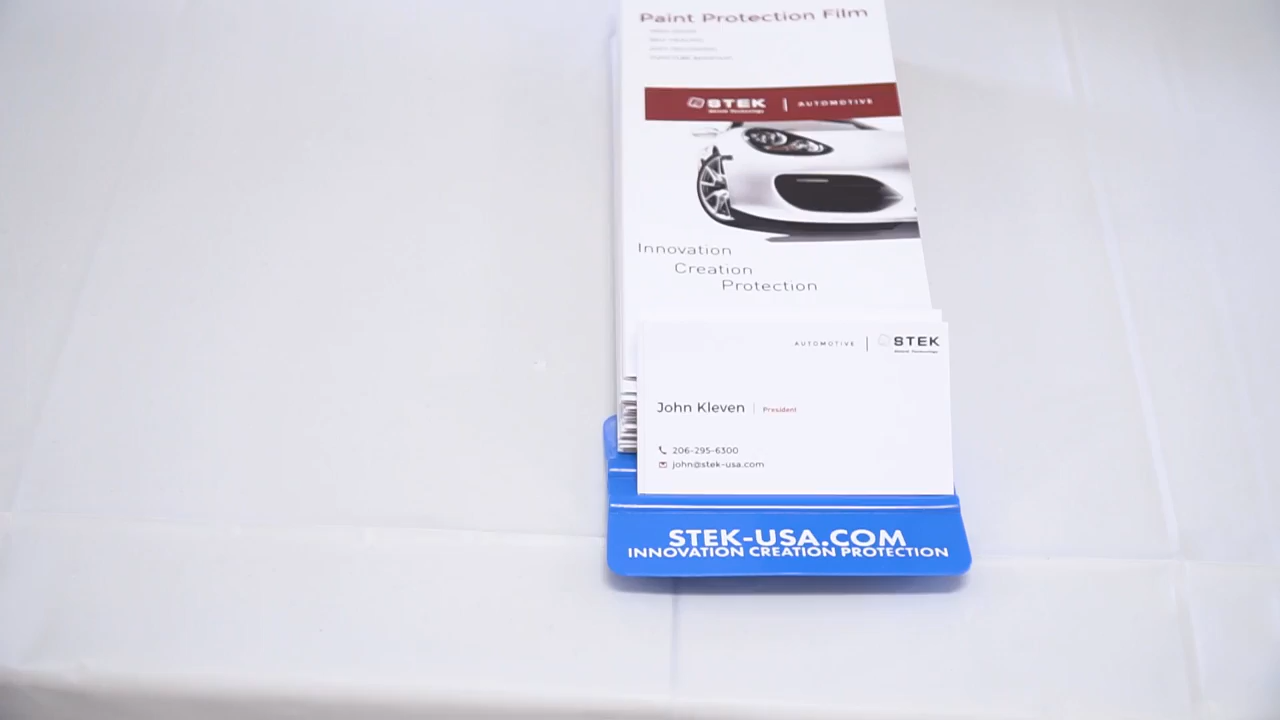 Paint Protection Film
STEK | AUTOMOTIVE
Innovation
Creation
Protection
AUTOMOTIVE | STEK
John Kleven | President
206-295-6300
john@stek-usa.com
STEK-USA.COM
INNOVATION CREATION PROTECTION